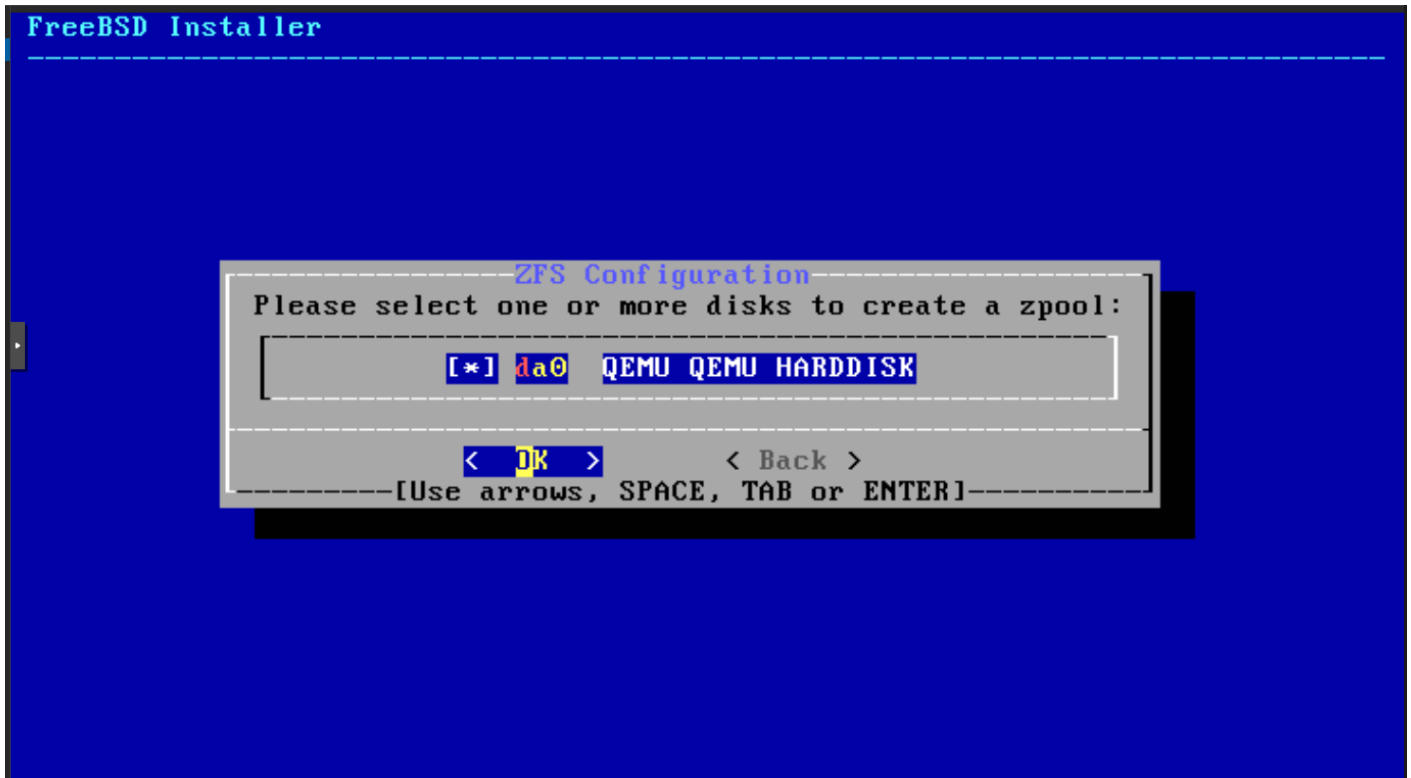 FreeBSD Installer
ZFS Configuration
Please select one or more disks to create a zpool:
[*] da0 QEMU QEMU HARDDISK
< OK > < Back >
[Use arrows, SPACE, TAB or ENTER]